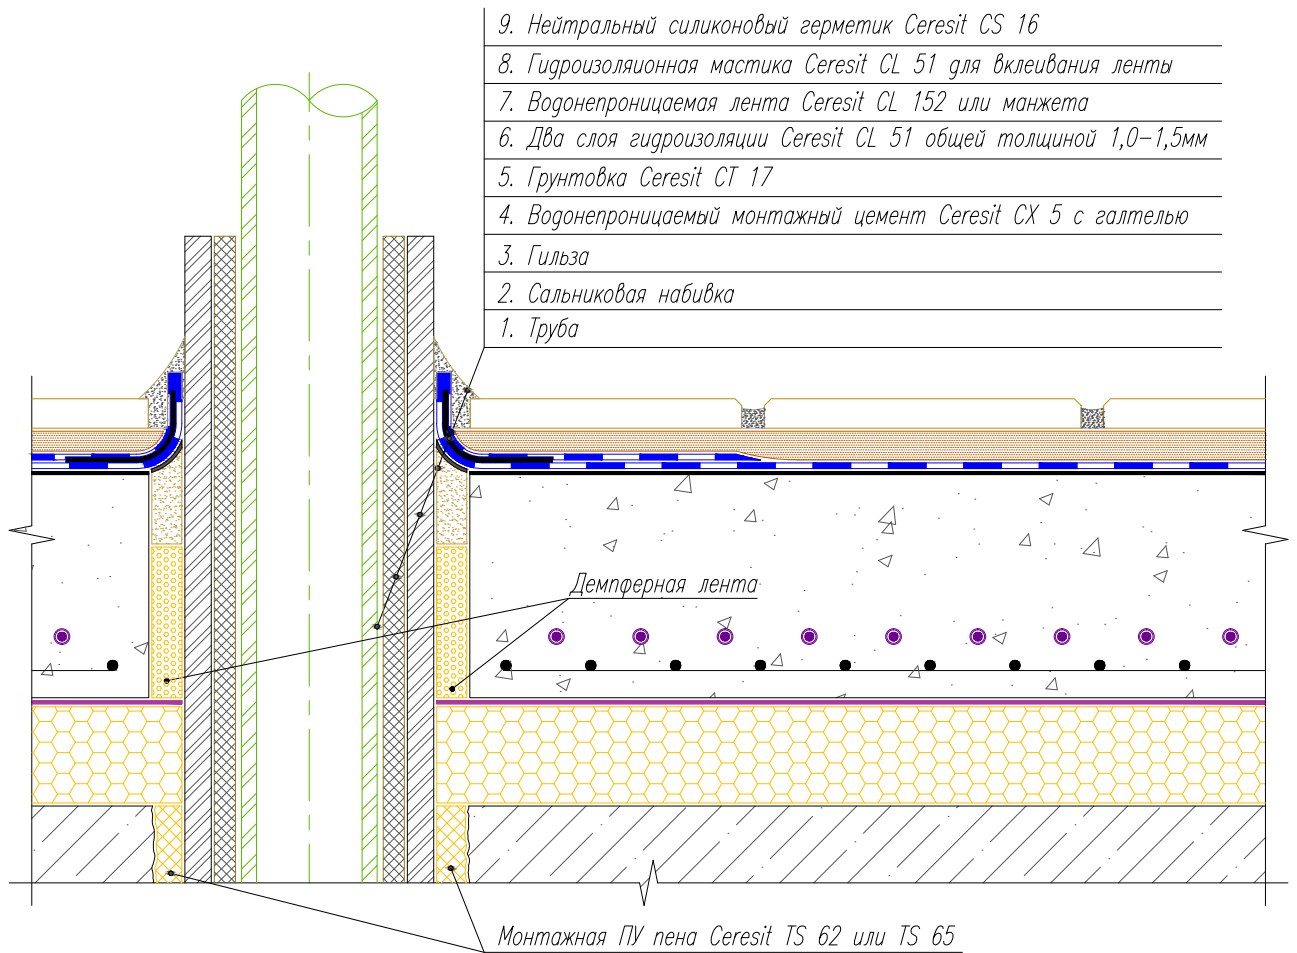 9. Нейтральный силиконовый герметик Ceresit CS 16
8. Гидроизоляионная мастика Ceresit CL 51 для вклеивания ленты
7. Водонепроницаемая лента Ceresit CL 152 или манжета
6. Два слоя гидроизоляции Ceresit CL 51 общей толщиной 1,0-1,5мм
5. Грунтовка Ceresit CT 17
4. Водонепроницаемый монтажный цемент Ceresit CX 5 с галтелью
3. Гильза
2. Сальниковая набивка
1. Труба
Демпферная лента
Монтажная ПУ пена Ceresit TS 62 или TS 65